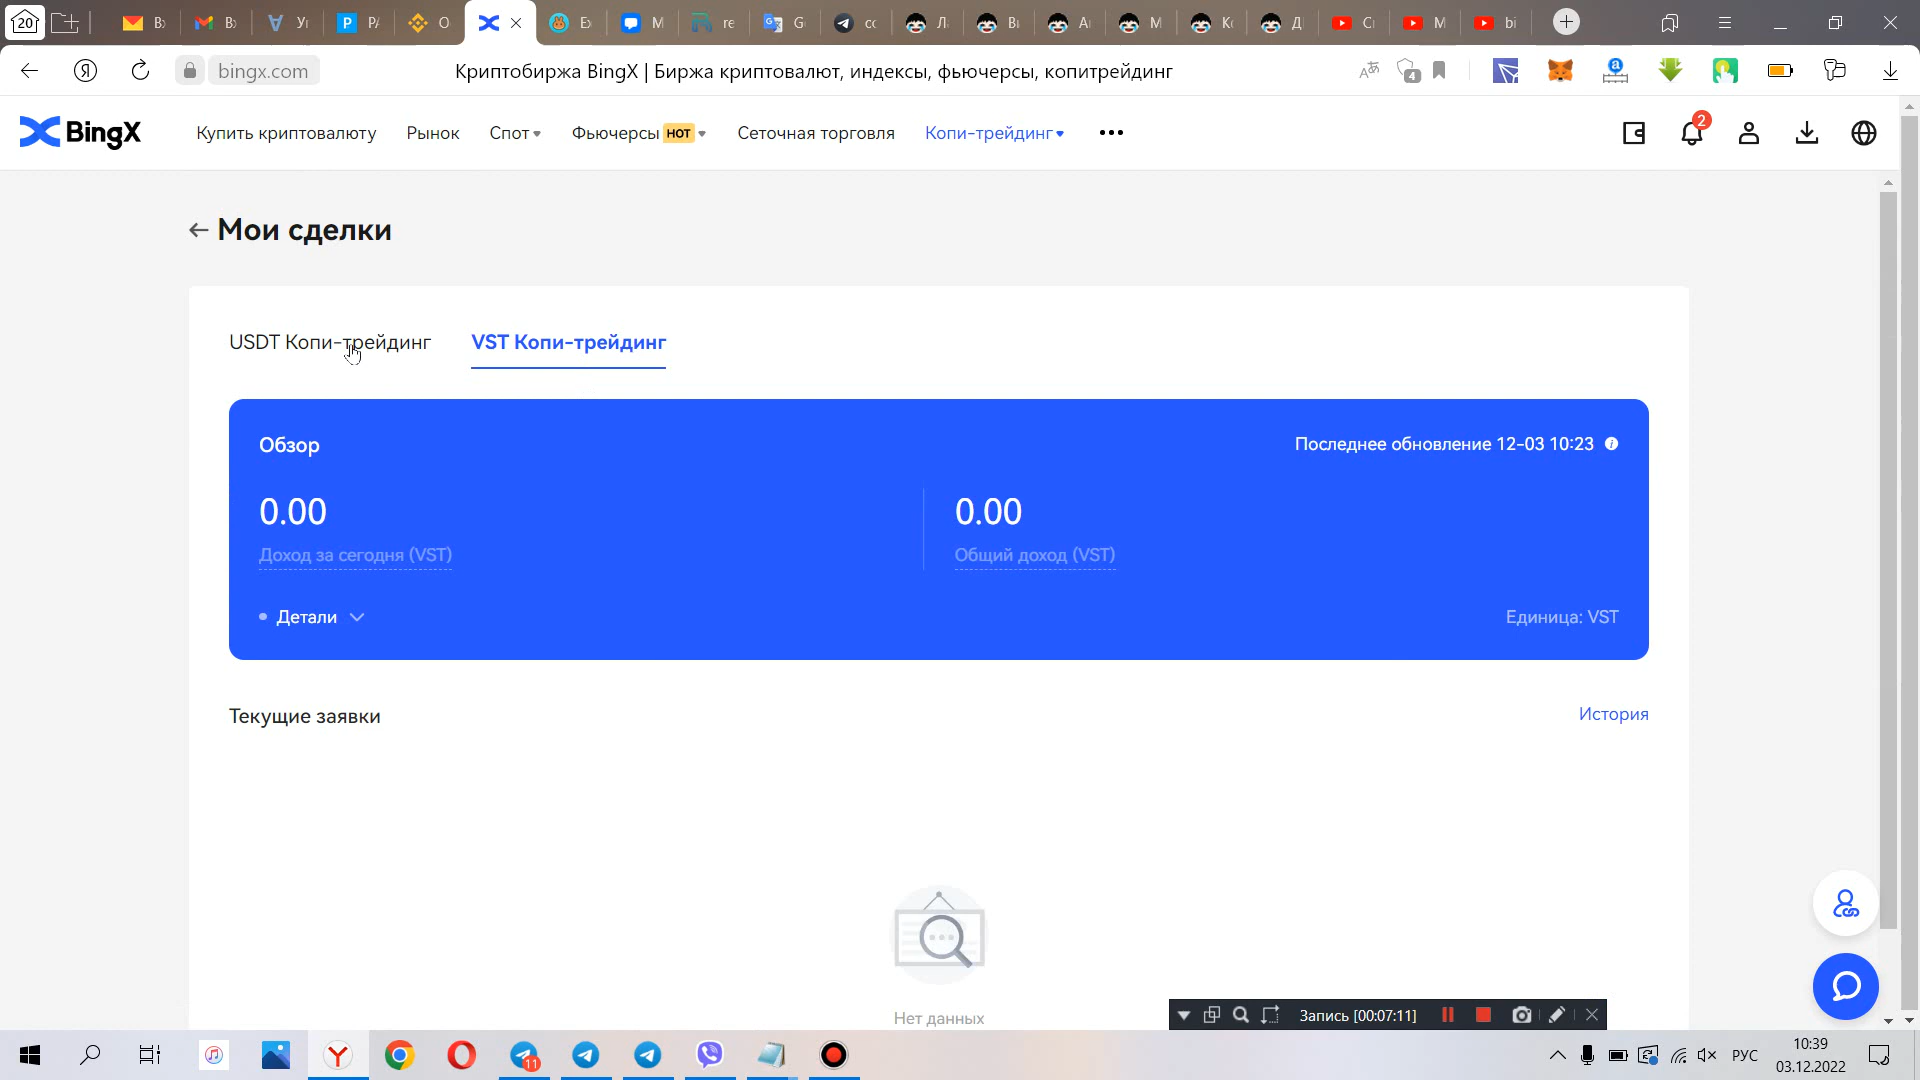 20
bingx.com
Криптобиржа BingX | Биржа криптовалют, индексы, фьючерсы, копитрейдинг
4
BingX
Купить криптовалюту
Рынок
Спот
Фьючерсы HOT
Сеточная торговля
Копи-трейдинг
2
Мои сделки
USDT Копи-трейдинг
VST Копи-трейдинг
Обзор
Последнее обновление 12-03 10:23
0.00
0.00
Доход за сегодня (VST)
Общий доход (VST)
Детали
Единица: VST
Текущие заявки
История
Нет данных
Запись [00:07:11]
11
РУС
10:39
03.12.2022